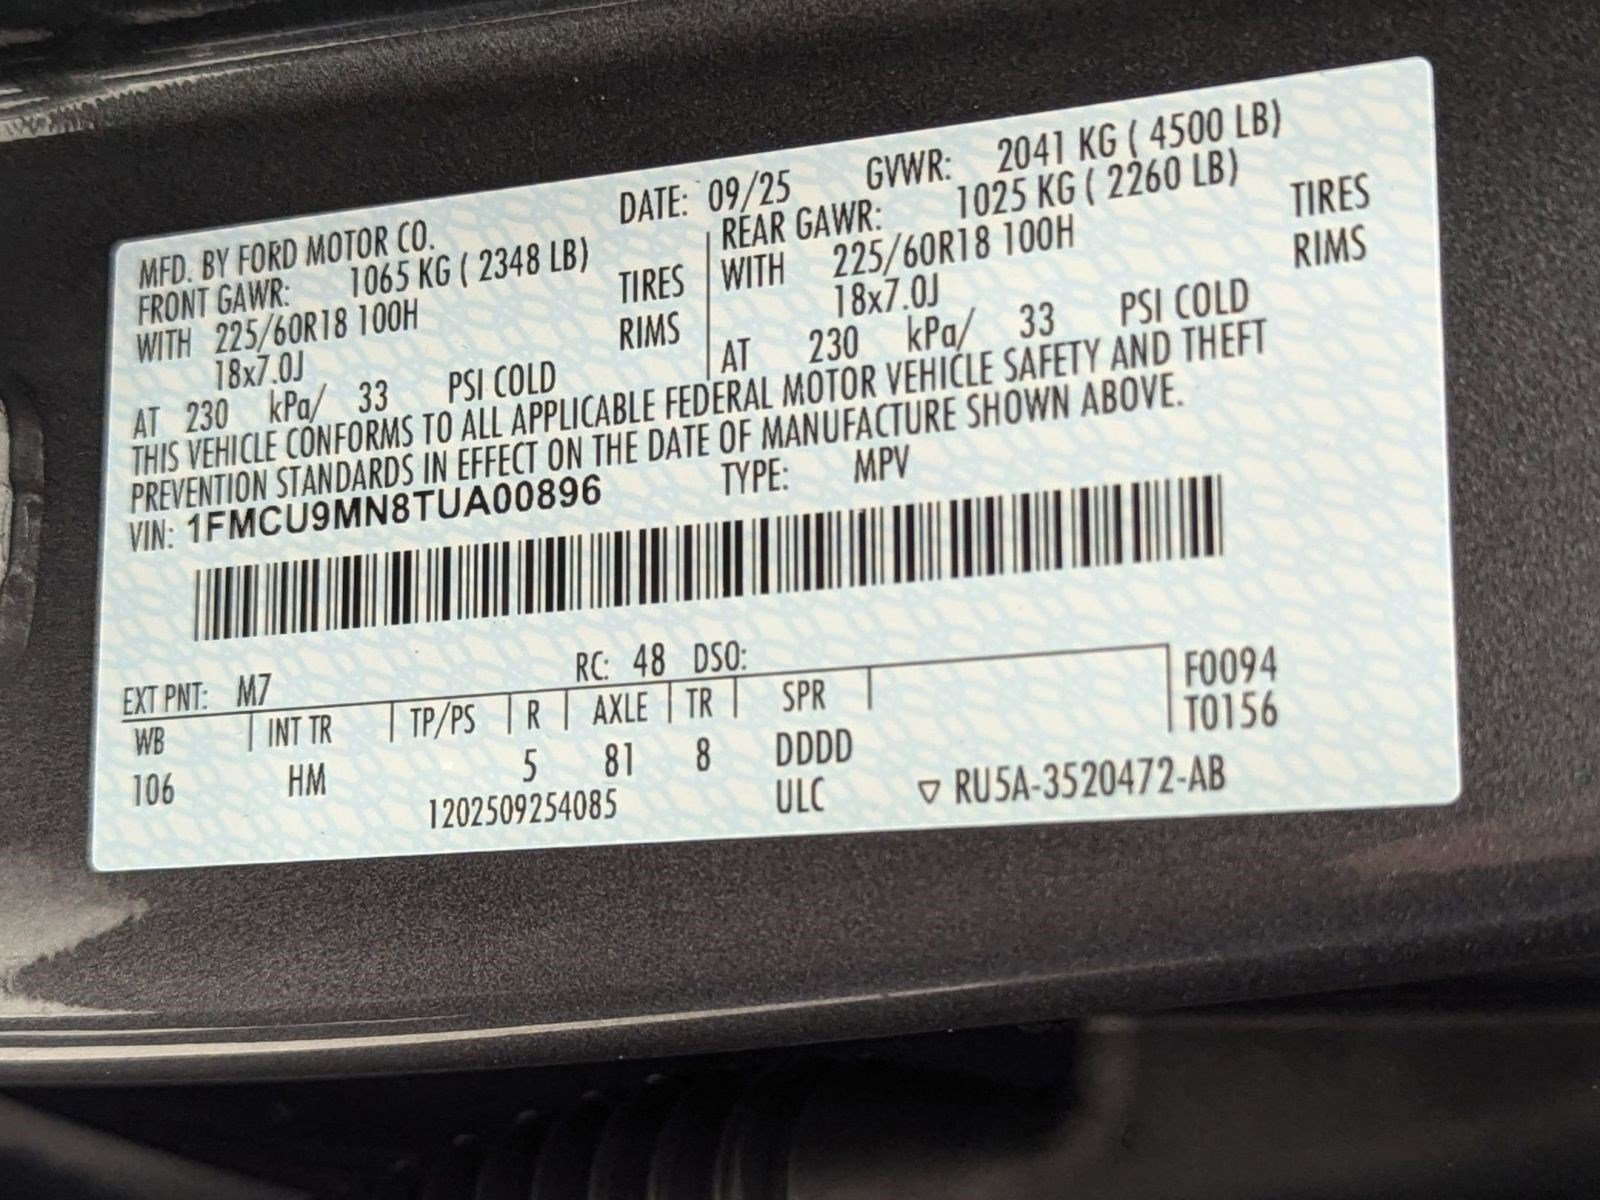 MFD. BY FORD MOTOR CO.
DATE: 09/25
GVWR: 2041 KG ( 4500 LB)
FRONT GAWR: 1065 KG ( 2348 LB)
WITH 225/60R18 100H TIRES
18x7.0J RIMS
AT 230 kPa/ 33 PSI COLD
REAR GAWR: 1025 KG ( 2260 LB)
WITH 225/60R18 100H TIRES
18x7.0J RIMS
AT 230 kPa/ 33 PSI COLD
THIS VEHICLE CONFORMS TO ALL APPLICABLE FEDERAL MOTOR VEHICLE SAFETY AND THEFT
PREVENTION STANDARDS IN EFFECT ON THE DATE OF MANUFACTURE SHOWN ABOVE.
VIN: 1FMCU9MN8TUA00896 TYPE: MPV
EXT PNT: M7 RC: 48 DSO:
WB INT TR TP/PS R AXLE TR SPR
106 HM 5 81 8 DDDD
1202509254085 ULC
F0094
T0156
▽ RU5A-3520472-AB